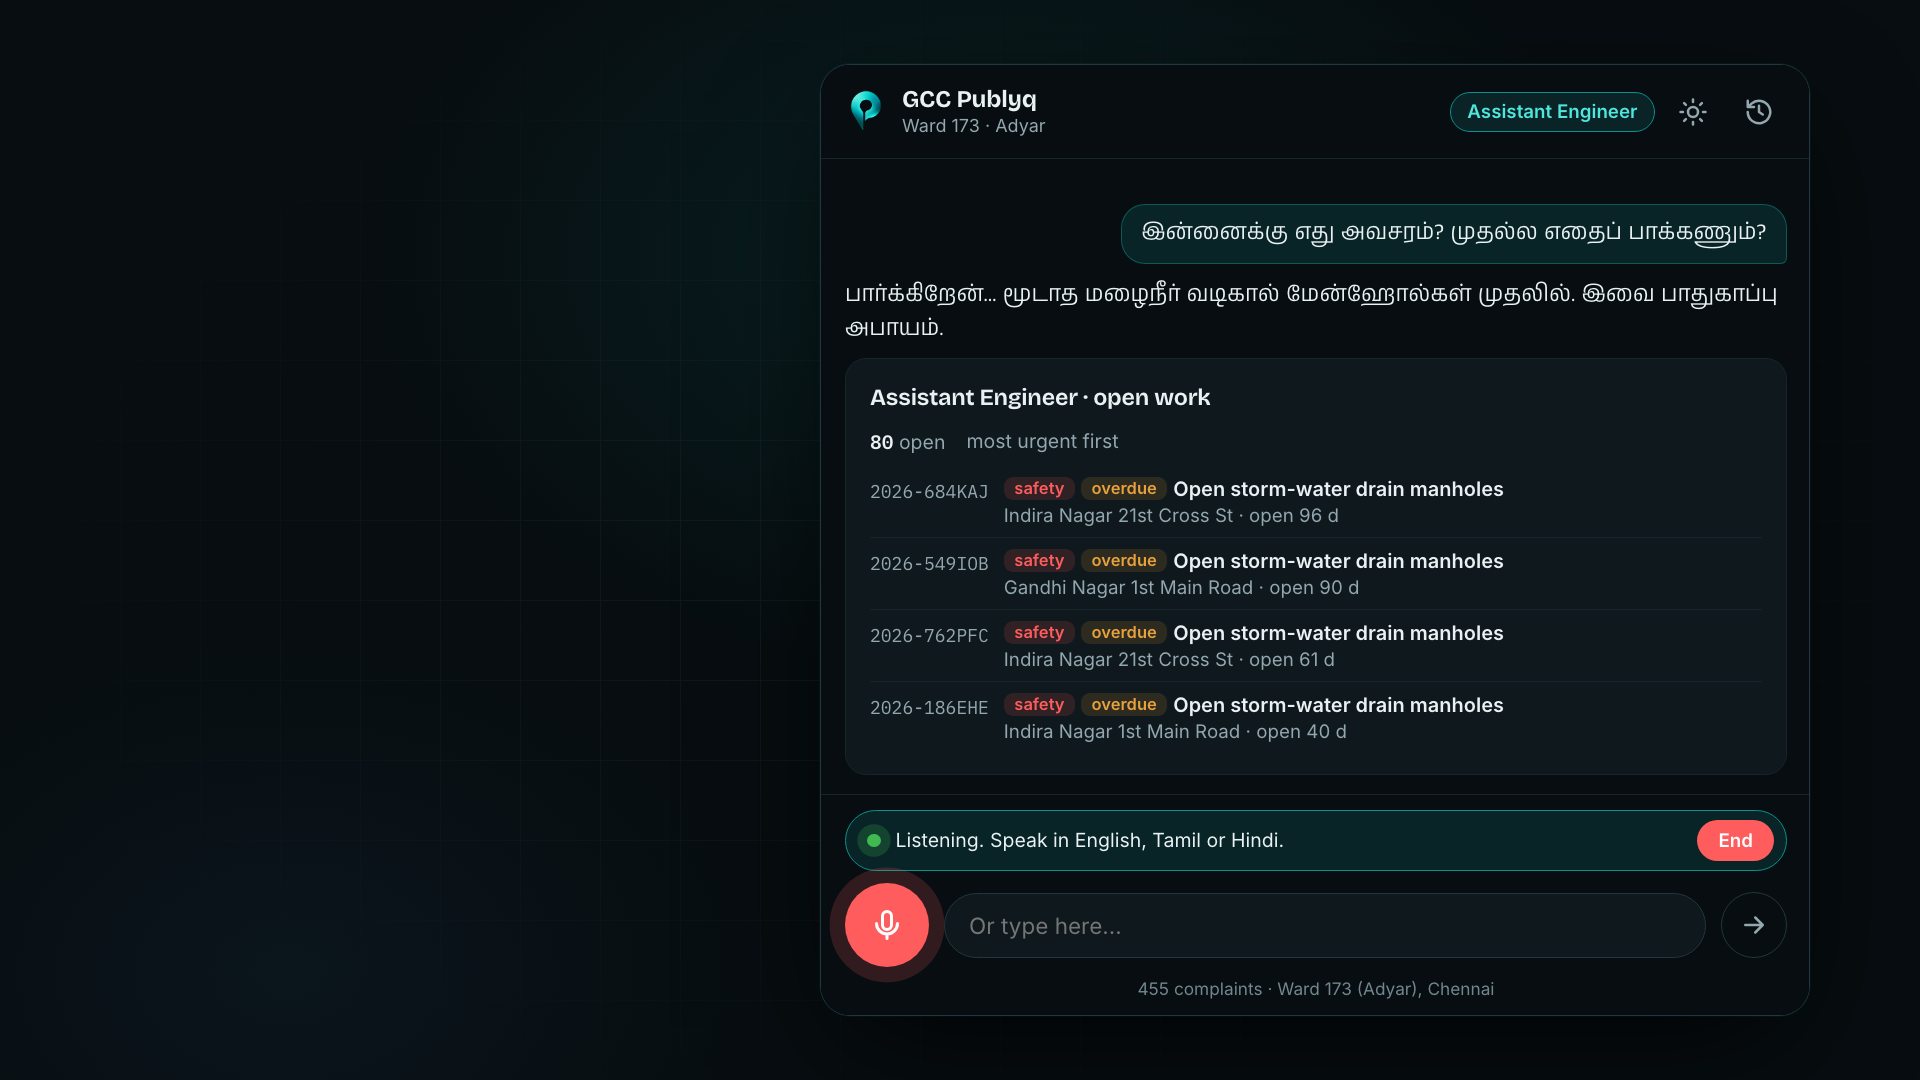 GCC Publyq
Ward 173 · Adyar
Assistant Engineer
இன்னைக்கு எது அவசரம்? முதல்ல எதைப் பாக்கணும்?
பார்க்கிறேன்... மூடாத மழைநீர் வடிகால் மேன்ஹோல்கள் முதலில். இவை பாதுகாப்பு
அபாயம்.
Assistant Engineer · open work
80 open most urgent first
2026-684KAJ safety overdue Open storm-water drain manholes
Indira Nagar 21st Cross St · open 96 d
2026-549IOB safety overdue Open storm-water drain manholes
Gandhi Nagar 1st Main Road · open 90 d
2026-762PFC safety overdue Open storm-water drain manholes
Indira Nagar 21st Cross St · open 61 d
2026-186EHE safety overdue Open storm-water drain manholes
Indira Nagar 1st Main Road · open 40 d
Listening. Speak in English, Tamil or Hindi.
End
Or type here...
455 complaints · Ward 173 (Adyar), Chennai